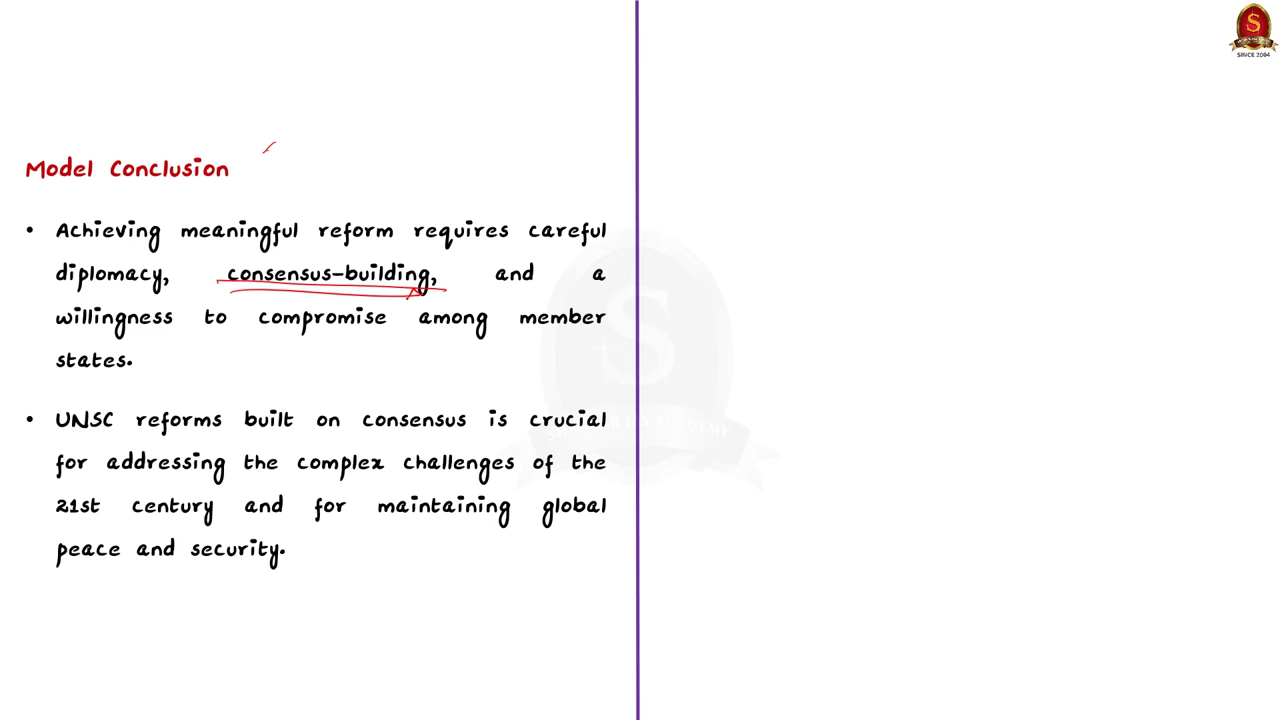 SINCE 2004
Model Conclusion
• Achieving meaningful reform requires careful
diplomacy, consensus-building, and a
willingness to compromise among member
states.
• UNSC reforms built on consensus is crucial
for addressing the complex challenges of the
21st century and for maintaining global
peace and security.